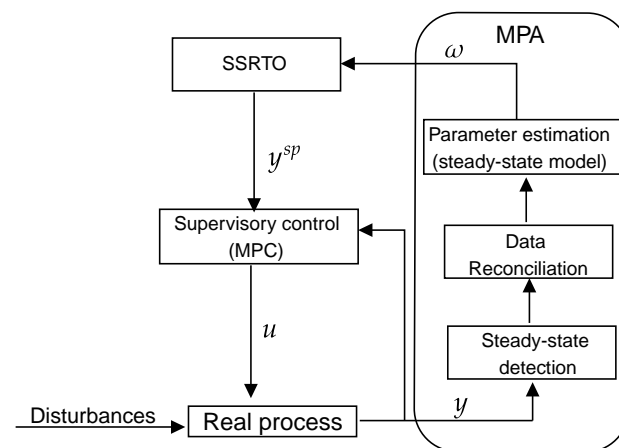 MPA
SSRTO
ω
Parameter estimation
(steady-state model)
y^{sp}
Supervisory control
(MPC)
Data
Reconciliation
u
Steady-state
detection
Disturbances
Real process
y